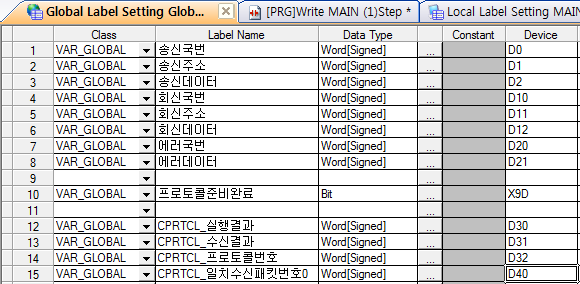 Global Label Setting Glob...
[PRG]Write MAIN (1)Step *
Local Label Setting MAIN
Class Label Name Data Type Constant Device
1 VAR_GLOBAL 송신국번 Word[Signed] ... D0
2 VAR_GLOBAL 송신주소 Word[Signed] ... D1
3 VAR_GLOBAL 송신데이터 Word[Signed] ... D2
4 VAR_GLOBAL 회신국번 Word[Signed] ... D10
5 VAR_GLOBAL 회신주소 Word[Signed] ... D11
6 VAR_GLOBAL 회신데이터 Word[Signed] ... D12
7 VAR_GLOBAL 에러국번 Word[Signed] ... D20
8 VAR_GLOBAL 에러데이터 Word[Signed] ... D21
9 ...
10 VAR_GLOBAL 프로토콜준비완료 Bit ... X9D
11 ...
12 VAR_GLOBAL CPRTCL_실행결과 Word[Signed] ... D30
13 VAR_GLOBAL CPRTCL_수신결과 Word[Signed] ... D31
14 VAR_GLOBAL CPRTCL_프로토콜번호 Word[Signed] ... D32
15 VAR_GLOBAL CPRTCL_일치수신패킷번호0 Word[Signed] ... D40